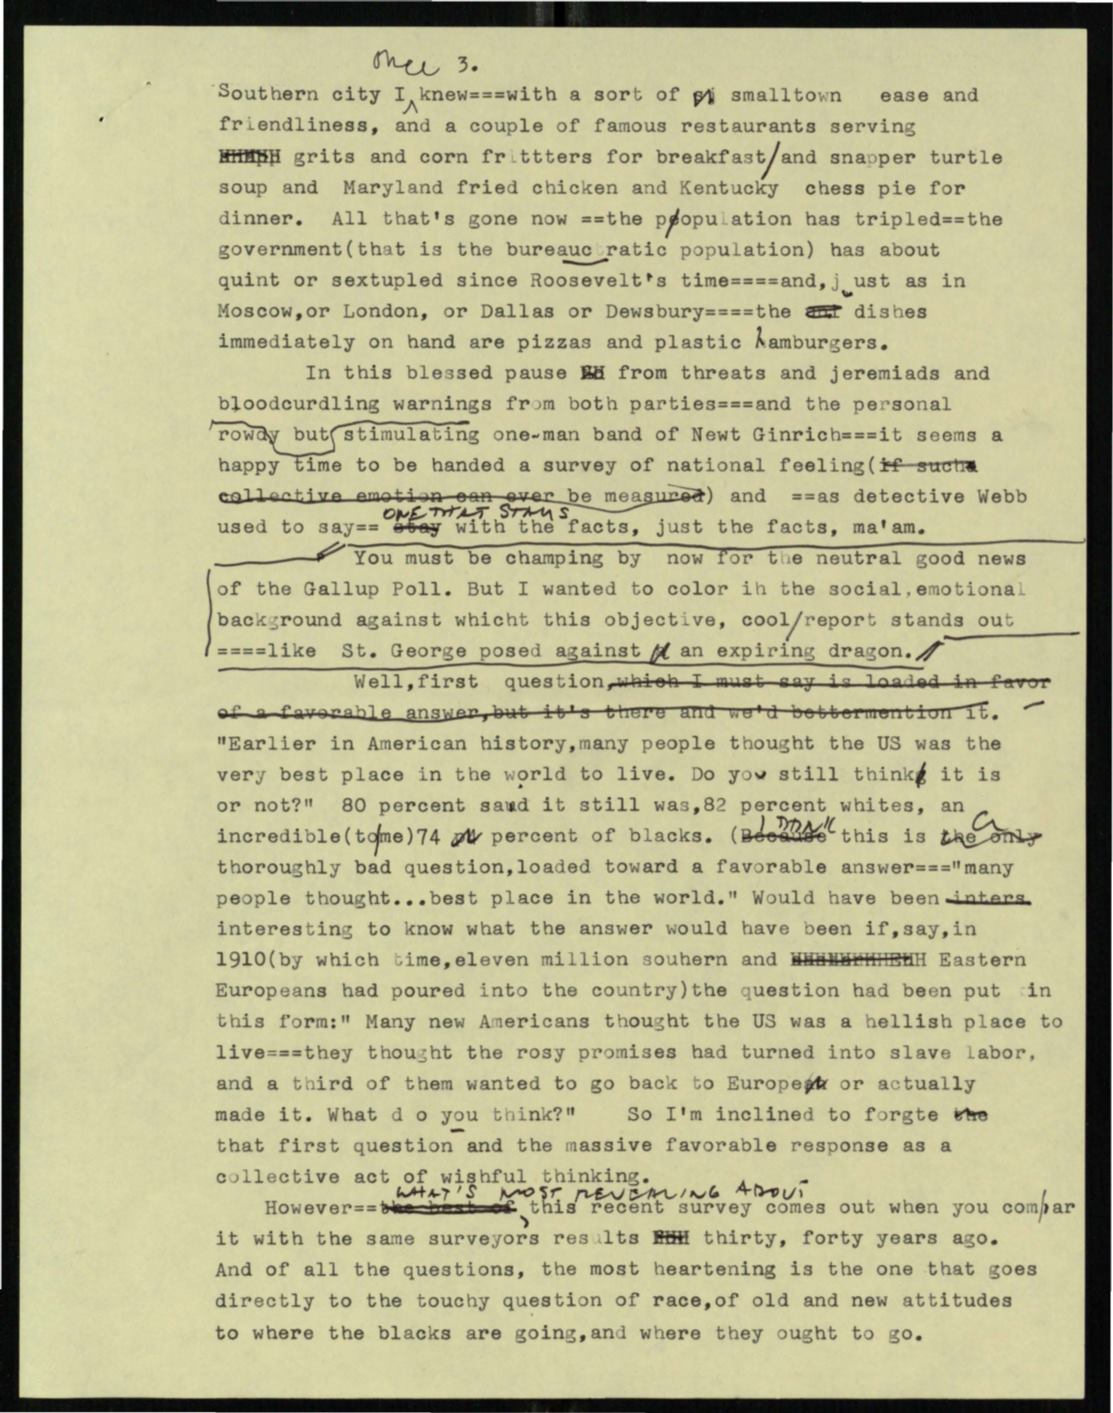 once 3.
Southern city I knew===with a sort of smalltown ease and
friendliness, and a couple of famous restaurants serving
grits and corn frittters for breakfast/and snapper turtle
soup and Maryland fried chicken and Kentucky chess pie for
dinner. All that's gone now ==the population has tripled==the
government(that is the bureauc ratic population) has about
quint or sextupled since Roosevelt's time====and,j ust as in
Moscow,or London, or Dallas or Dewsbury====the dishes
immediately on hand are pizzas and plastic hamburgers.
In this blessed pause from threats and jeremiads and
bloodcurdling warnings from both parties===and the personal
rowdy but stimulating one-man band of Newt Ginrich===it seems a
happy time to be handed a survey of national feeling(if sucha
collective emotion can ever be measured) and ==as detective Webb
ONE THAT STAYS
used to say== stay with the facts, just the facts, ma'am.
You must be champing by now for the neutral good news
of the Gallup Poll. But I wanted to color ih the social,emotional
background against whicht this objective, cool/report stands out
====like St. George posed against an expiring dragon.
Well,first question,which I must say is loaded in favor
of a favorable answer,but it's there and we'd bettermention it.
"Earlier in American history,many people thought the US was the
very best place in the world to live. Do you still think it is
or not?" 80 percent saud it still was,82 percent whites, an
incredible(to me)74 percent of blacks. (Because this is the only
thoroughly bad question,loaded toward a favorable answer==="many
people thought...best place in the world." Would have been inters
interesting to know what the answer would have been if,say,in
1910(by which time,eleven million souhern and Eastern
Europeans had poured into the country)the question had been put in
this form:" Many new Americans thought the US was a hellish place to
live===they thought the rosy promises had turned into slave labor,
and a third of them wanted to go back to Europe or actually
made it. What d o you think?" So I'm inclined to forgte the
that first question and the massive favorable response as a
collective act of wishful thinking.
WHAT'S MOST REVEALING ABOUT
However==the best of this recent survey comes out when you compar
it with the same surveyors results thirty, forty years ago.
And of all the questions, the most heartening is the one that goes
directly to the touchy question of race,of old and new attitudes
to where the blacks are going,and where they ought to go.